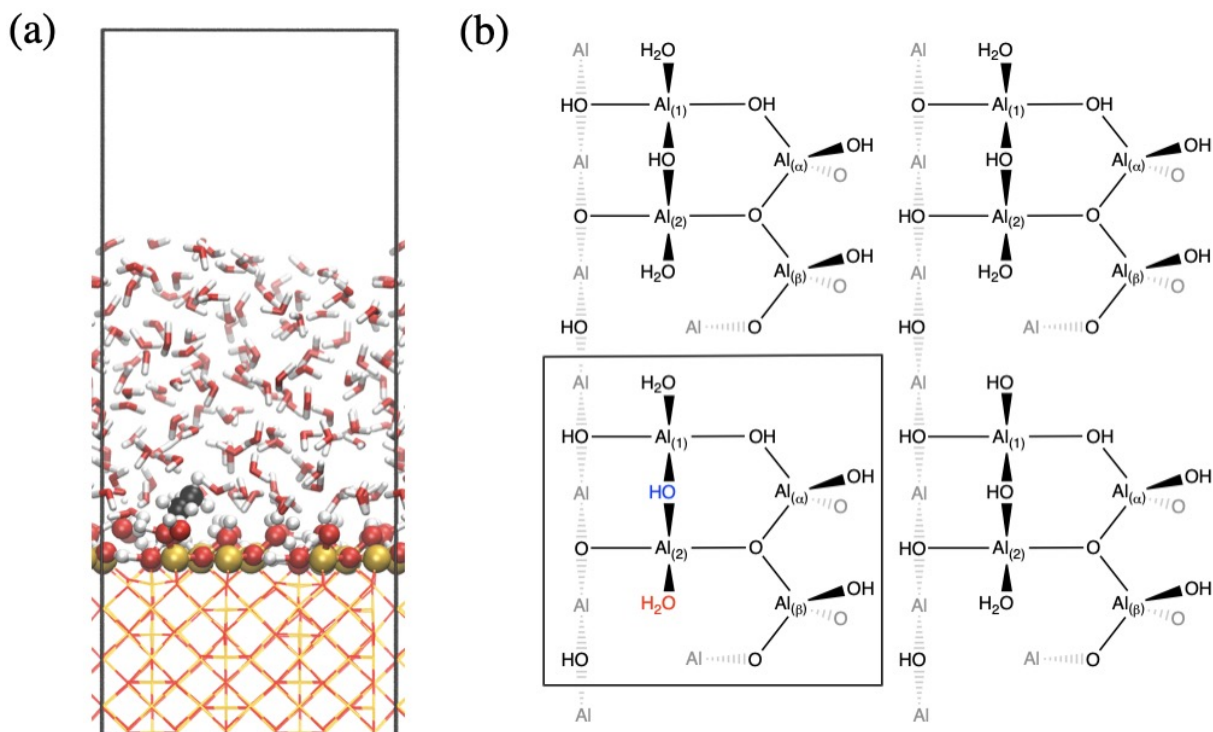 (a)
(b)
Al H₂O Al H₂O
HO Al(1) OH O Al(1) OH
Al HO Al(α) OH O Al HO Al(α) OH O
O Al(2) O HO Al(2) O
Al H₂O Al(β) OH O Al H₂O Al(β) OH O
HO Al O HO Al O
Al H₂O Al HO
HO Al(1) OH HO Al(1) OH
Al HO Al(α) OH O Al HO Al(α) OH O
O Al(2) O HO Al(2) O
Al H₂O Al(β) OH O Al H₂O Al(β) OH O
HO Al O HO Al O
Al Al